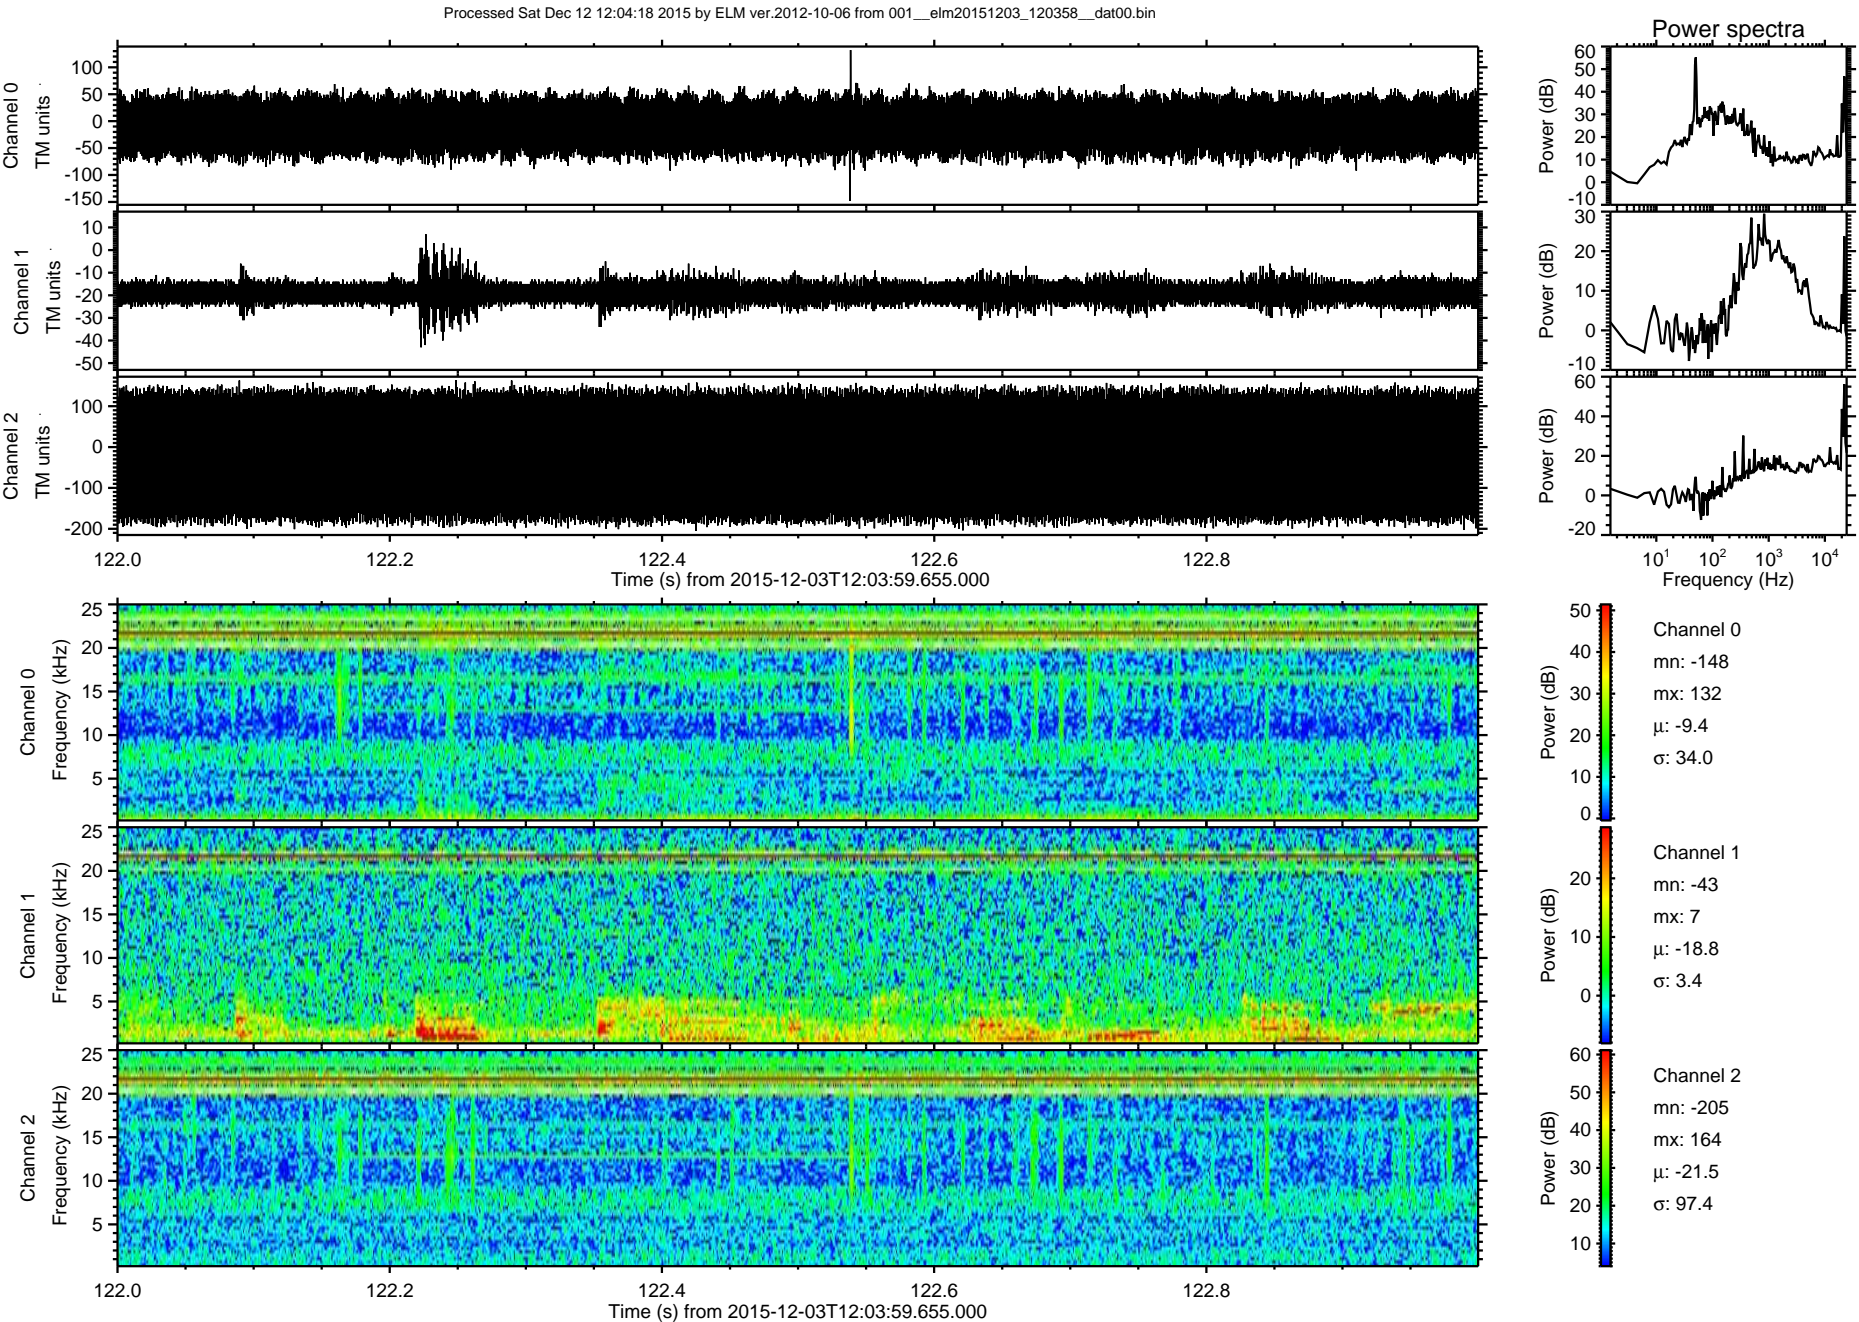 Processed Sat Dec 12 12:04:18 2015 by ELM ver.2012-10-06 from 001__elm20151203_120358__dat00.bin
Power spectra
Channel 0
TM units
100
50
0
-50
-100
-150
Power (dB)
60
50
40
30
20
10
0
-10
Channel 1
TM units
10
0
-10
-20
-30
-40
-50
Power (dB)
30
20
10
0
-10
Channel 2
TM units
100
0
-100
-200
Power (dB)
60
40
20
0
-20
122.0 122.2 122.4 122.6 122.8
Time (s) from 2015-12-03T12:03:59.655.000
10¹ 10² 10³ 10⁴
Frequency (Hz)
Channel 0
Frequency (kHz)
25
20
15
10
5
Power (dB)
50
40
30
20
10
0
Channel 0
mn: -148
mx: 132
μ: -9.4
σ: 34.0
Channel 1
Frequency (kHz)
25
20
15
10
5
Power (dB)
20
10
0
Channel 1
mn: -43
mx: 7
μ: -18.8
σ: 3.4
Channel 2
Frequency (kHz)
25
20
15
10
5
Power (dB)
60
50
40
30
20
10
Channel 2
mn: -205
mx: 164
μ: -21.5
σ: 97.4
122.0 122.2 122.4 122.6 122.8
Time (s) from 2015-12-03T12:03:59.655.000